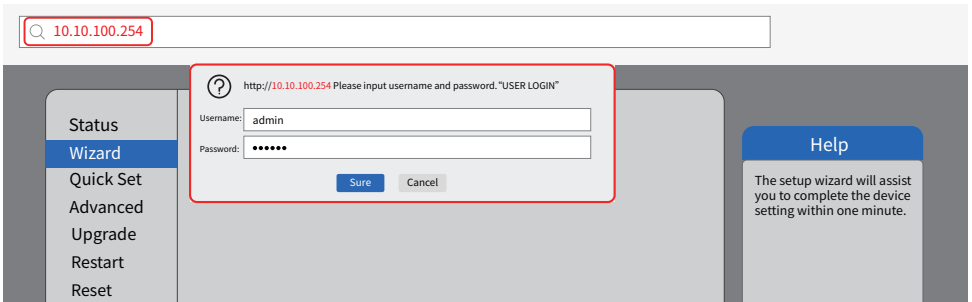 10.10.100.254
http://10.10.100.254 Please input username and password. “USER LOGIN”
Username: admin
Password: ••••••
Sure Cancel
Status
Wizard
Quick Set
Advanced
Upgrade
Restart
Reset
Help
The setup wizard will assist
you to complete the device
setting within one minute.